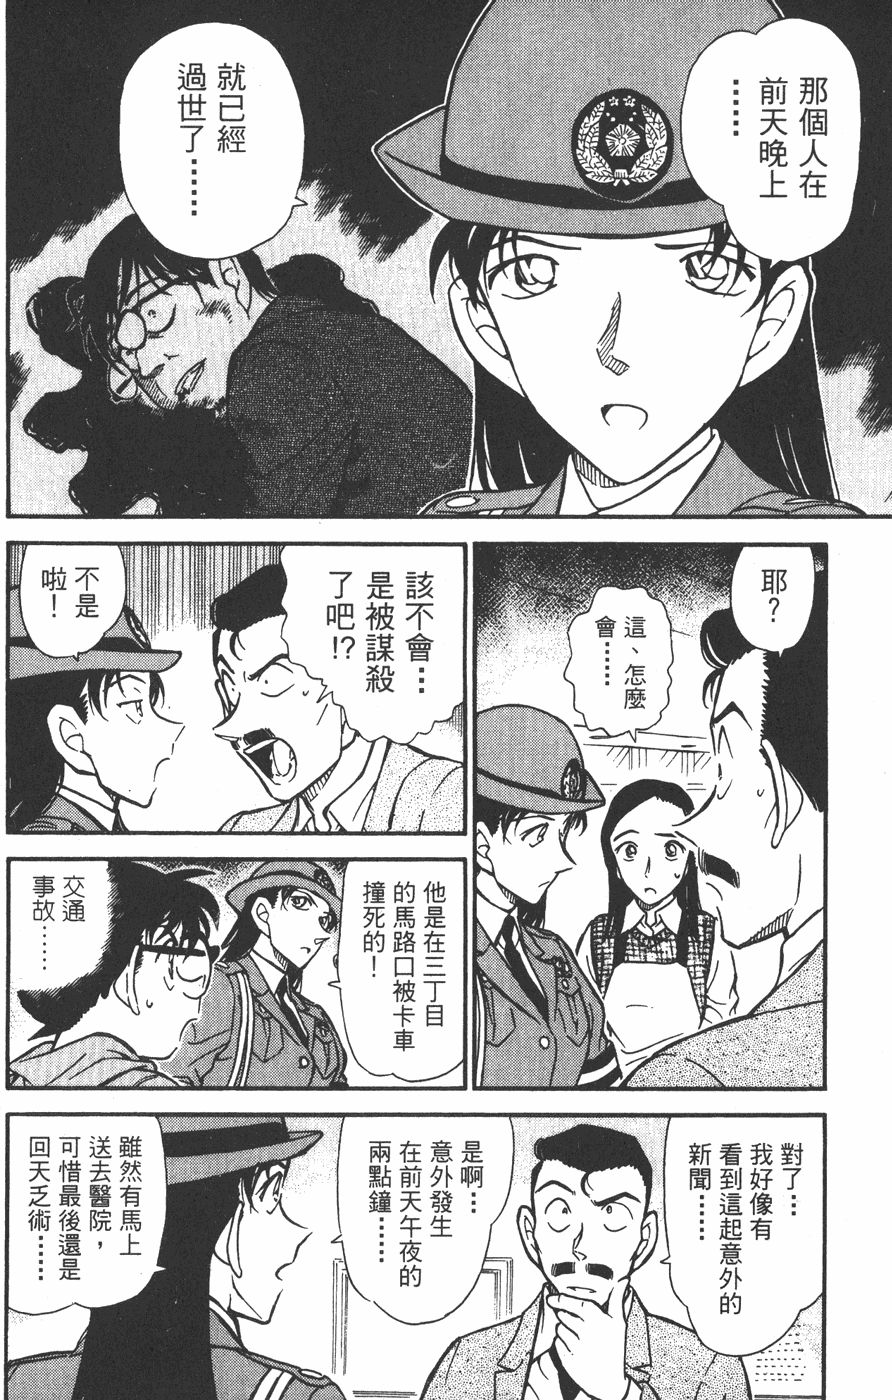 那個人在
前天晚上
……
就已經
過世了……
耶?
這、怎麼
會……
該不會…
是被謀殺
了吧!?
不是
啦!
他是在三丁目
的馬路口被卡車
撞死的!
交通
事故……
對了…
我好像有
看到這起意外的
新聞……
是啊…
意外發生
在前天午夜的
兩點鐘……
雖然有馬上
送去醫院，
可惜最後還是
回天乏術……